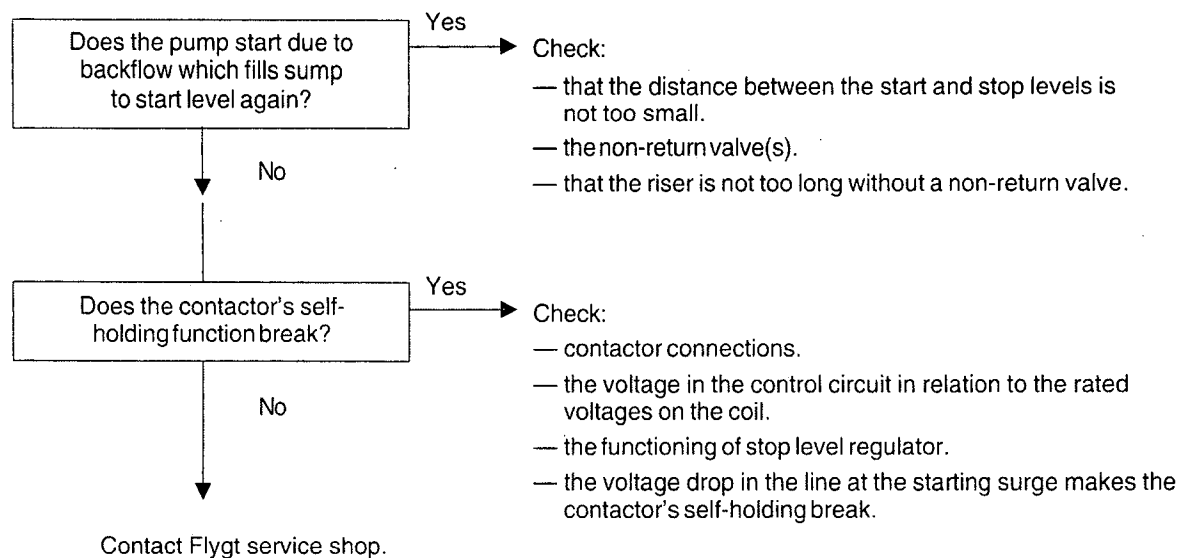 Does the pump start due to
backflow which fills sump
to start level again?
Yes
Check:
— that the distance between the start and stop levels is
not too small.
— the non-return valve(s).
— that the riser is not too long without a non-return valve.
No
Does the contactor's self-
holding function break?
Yes
Check:
— contactor connections.
— the voltage in the control circuit in relation to the rated
voltages on the coil.
— the functioning of stop level regulator.
— the voltage drop in the line at the starting surge makes the
contactor's self-holding break.
No
Contact Flygt service shop.